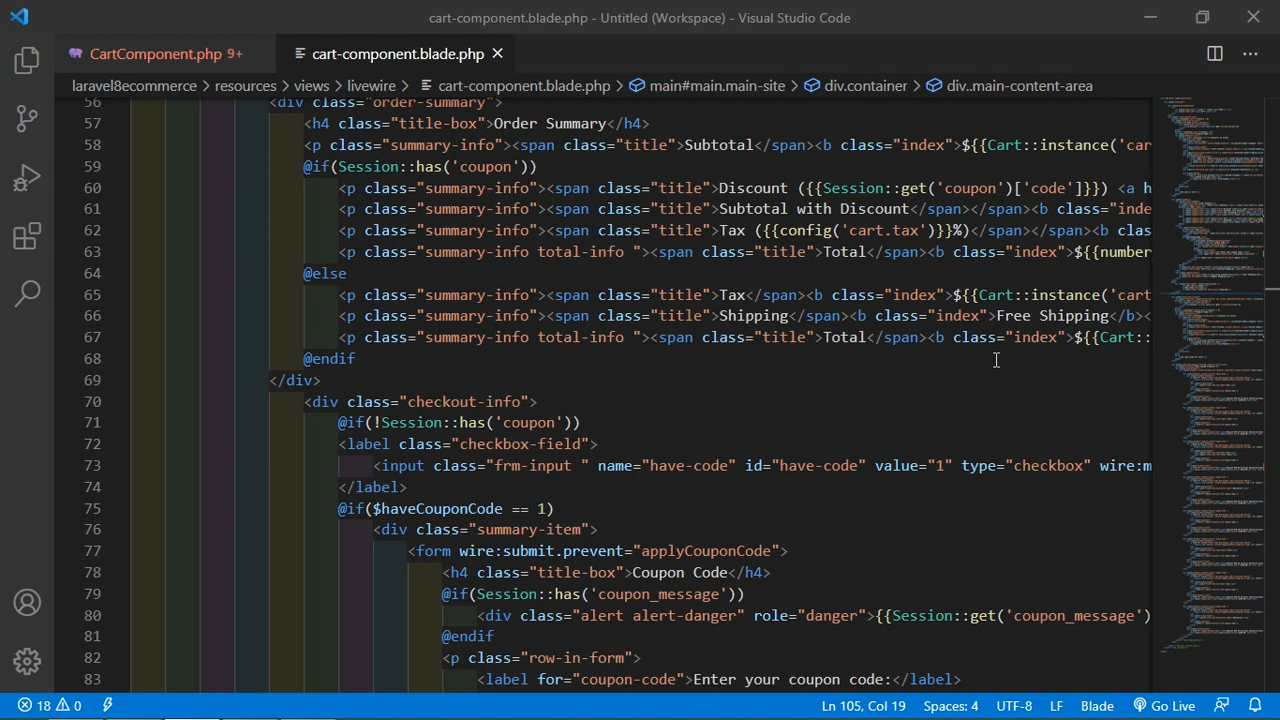 cart-component.blade.php - Untitled (Workspace) - Visual Studio Code
CartComponent.php 9+
cart-component.blade.php
laravel8ecommerce > resources > views > livewire > cart-component.blade.php > main#main.main-site > div.container > div..main-content-area
56 <div class="order-summary">
57 <h4 class="title-box">Order Summary</h4>
58 <p class="summary-info"><span class="title">Subtotal</span><b class="index">${{Cart::instance('car
59 @if(Session::has('coupon'))
60 <p class="summary-info"><span class="title">Discount ({{Session::get('coupon')['code']}}) <a h
61 <p class="summary-info"><span class="title">Subtotal with Discount</span></span><b class="inde
62 <p class="summary-info"><span class="title">Tax ({{config('cart.tax')}}%)</span></span><b class
63 <p class="summary-info total-info "><span class="title">Total</span><b class="index">${{number
64 @else
65 <p class="summary-info"><span class="title">Tax</span><b class="index">${{Cart::instance('cart
66 <p class="summary-info"><span class="title">Shipping</span><b class="index">Free Shipping</b><
67 <p class="summary-info total-info "><span class="title">Total</span><b class="index">${{Cart::
68 @endif
69 </div>
70 <div class="checkout-info">
71 @if(!Session::has('coupon'))
72 <label class="checkbox-field">
73 <input class="frm-input " name="have-code" id="have-code" value="1" type="checkbox" wire:m
74 </label>
75 @if($haveCouponCode == 1)
76 <div class="summary-item">
77 <form wire:submit.prevent="applyCouponCode">
78 <h4 class="title-box">Coupon Code</h4>
79 @if(Session::has('coupon_message'))
80 <div class="alert alert-danger" role="danger">{{Session::get('coupon_message')
81 @endif
82 <p class="row-in-form">
83 <label for="coupon-code">Enter your coupon code:</label>
18 0 Ln 105, Col 19 Spaces: 4 UTF-8 LF Blade Go Live